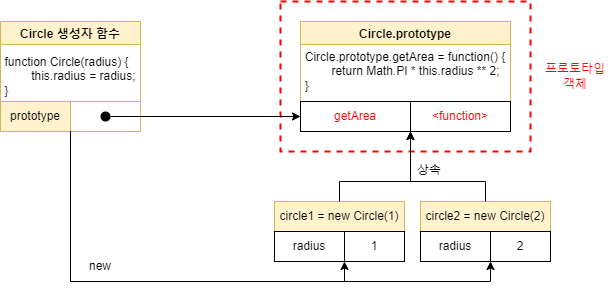 Circle 생성자 함수
function Circle(radius) {
this.radius = radius;
}
prototype
Circle.prototype
Circle.prototype.getArea = function() {
return Math.PI * this.radius ** 2;
}
getArea
<function>
프로토타입
객체
상속
circle1 = new Circle(1)
radius
1
circle2 = new Circle(2)
radius
2
new